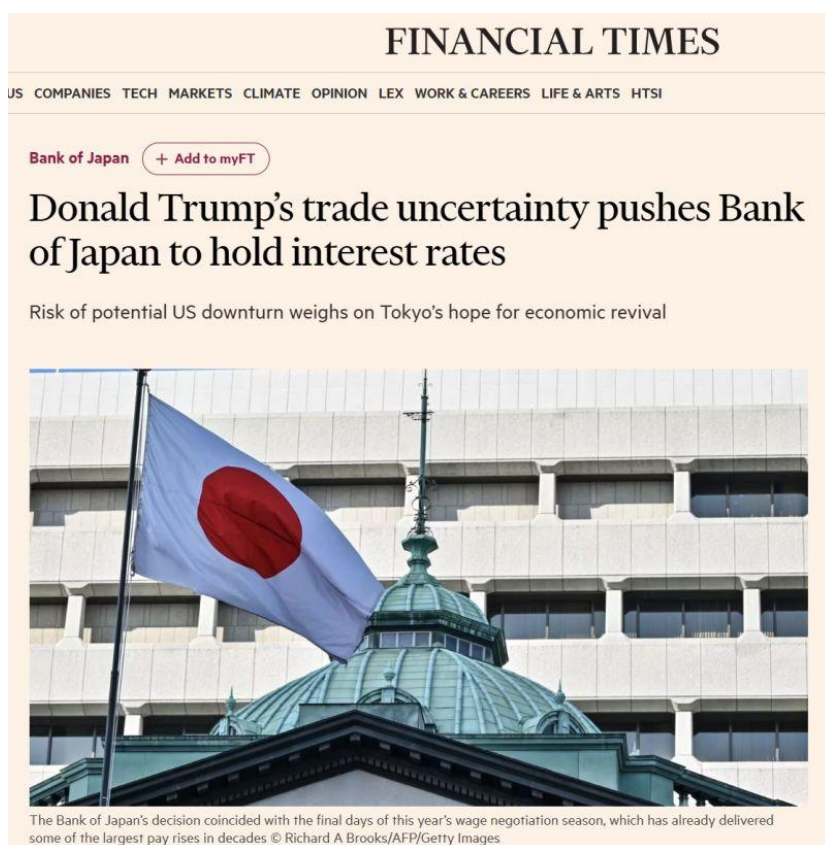 FINANCIAL TIMES
US COMPANIES TECH MARKETS CLIMATE OPINION LEX WORK & CAREERS LIFE & ARTS HTSI
Bank of Japan + Add to myFT
Donald Trump's trade uncertainty pushes Bank
of Japan to hold interest rates
Risk of potential US downturn weighs on Tokyo's hope for economic revival
The Bank of Japan's decision coincided with the final days of this year's wage negotiation season, which has already delivered
some of the largest pay rises in decades © Richard A Brooks/AFP/Getty Images